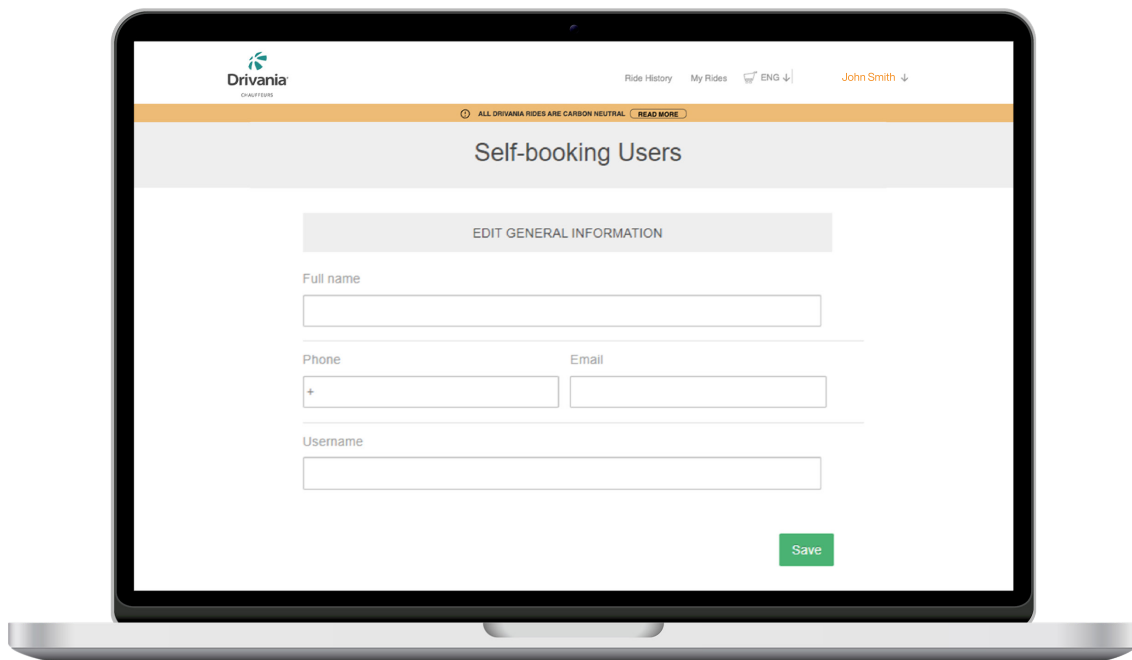 Drivania
CHAUFFEURS
Ride History My Rides ENG ↓ John Smith ↓
ALL DRIVANIA RIDES ARE CARBON NEUTRAL READ MORE
Self-booking Users
EDIT GENERAL INFORMATION
Full name
Phone Email
+
Username
Save